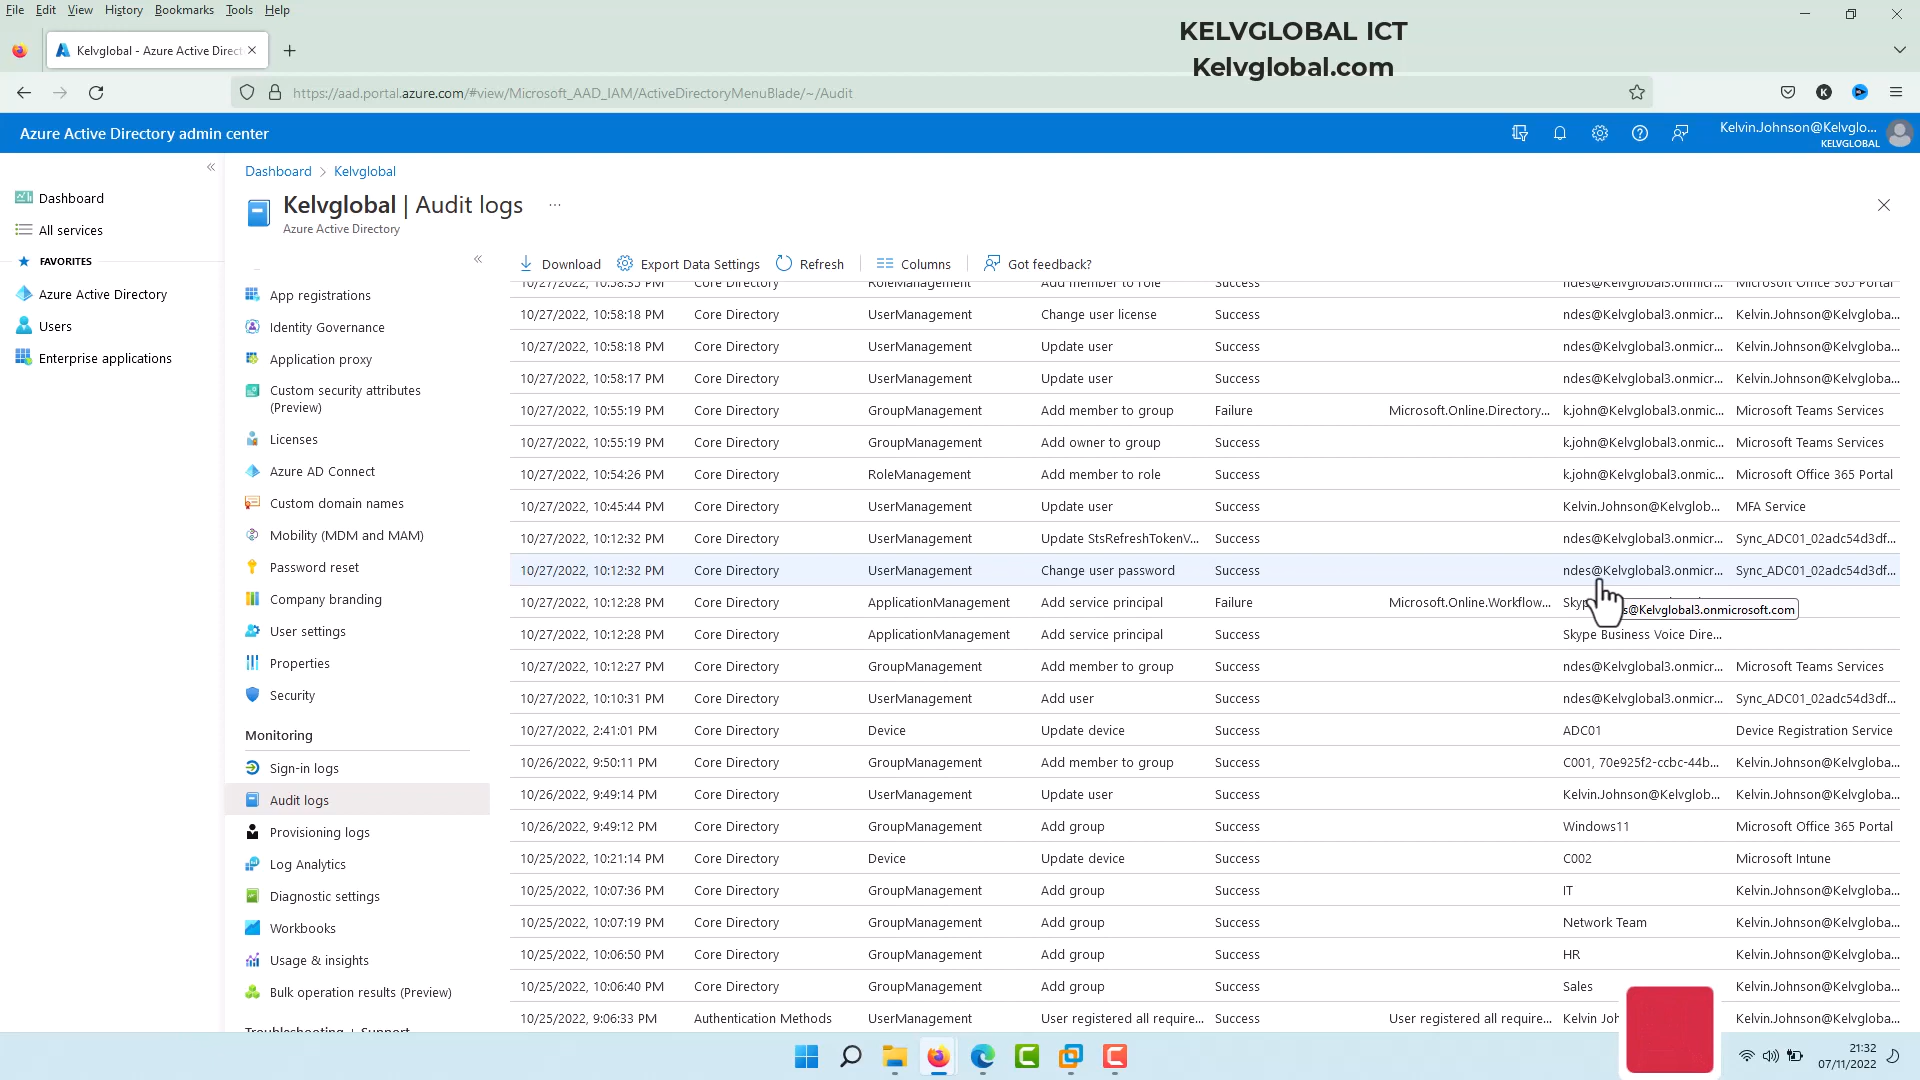 File Edit View History Bookmarks Tools Help
KELVGLOBAL ICT
Kelvglobal.com
Kelvglobal - Azure Active Direct
https://aad.portal.azure.com/#view/Microsoft_AAD_IAM/ActiveDirectoryMenuBlade/~/Audit
K
Azure Active Directory admin center
Kelvin.Johnson@Kelvglo...
KELVGLOBAL
Dashboard
All services
FAVORITES
Azure Active Directory
Users
Enterprise applications
Dashboard > Kelvglobal
Kelvglobal | Audit logs ...
Azure Active Directory
App registrations
Identity Governance
Application proxy
Custom security attributes
(Preview)
Licenses
Azure AD Connect
Custom domain names
Mobility (MDM and MAM)
Password reset
Company branding
User settings
Properties
Security
Monitoring
Sign-in logs
Audit logs
Provisioning logs
Log Analytics
Diagnostic settings
Workbooks
Usage & insights
Bulk operation results (Preview)
Troubleshooting + Support
Download Export Data Settings Refresh Columns Got feedback?
10/27/2022, 10:58:35 PM Core Directory RoleManagement Add member to role Success ndes@Kelvglobal3.onmicr... Microsoft Office 365 Portal
10/27/2022, 10:58:18 PM Core Directory UserManagement Change user license Success ndes@Kelvglobal3.onmicr... Kelvin.Johnson@Kelvgloba...
10/27/2022, 10:58:18 PM Core Directory UserManagement Update user Success ndes@Kelvglobal3.onmicr... Kelvin.Johnson@Kelvgloba...
10/27/2022, 10:58:17 PM Core Directory UserManagement Update user Success ndes@Kelvglobal3.onmicr... Kelvin.Johnson@Kelvgloba...
10/27/2022, 10:55:19 PM Core Directory GroupManagement Add member to group Failure Microsoft.Online.Directory... k.john@Kelvglobal3.onmic... Microsoft Teams Services
10/27/2022, 10:55:19 PM Core Directory GroupManagement Add owner to group Success k.john@Kelvglobal3.onmic... Microsoft Teams Services
10/27/2022, 10:54:26 PM Core Directory RoleManagement Add member to role Success k.john@Kelvglobal3.onmic... Microsoft Office 365 Portal
10/27/2022, 10:45:44 PM Core Directory UserManagement Update user Success Kelvin.Johnson@Kelvglob... MFA Service
10/27/2022, 10:12:32 PM Core Directory UserManagement Update StsRefreshTokenV... Success ndes@Kelvglobal3.onmicr... Sync_ADC01_02adc54d3df...
10/27/2022, 10:12:32 PM Core Directory UserManagement Change user password Success ndes@Kelvglobal3.onmicr... Sync_ADC01_02adc54d3df...
10/27/2022, 10:12:28 PM Core Directory ApplicationManagement Add service principal Failure Microsoft.Online.Workflow... Skyp s@Kelvglobal3.onmicrosoft.com
10/27/2022, 10:12:28 PM Core Directory ApplicationManagement Add service principal Success Skype Business Voice Dire...
10/27/2022, 10:12:27 PM Core Directory GroupManagement Add member to group Success ndes@Kelvglobal3.onmicr... Microsoft Teams Services
10/27/2022, 10:10:31 PM Core Directory UserManagement Add user Success ndes@Kelvglobal3.onmicr... Sync_ADC01_02adc54d3df...
10/27/2022, 2:41:01 PM Core Directory Device Update device Success ADC01 Device Registration Service
10/26/2022, 9:50:11 PM Core Directory GroupManagement Add member to group Success C001, 70e925f2-ccbc-44b... Kelvin.Johnson@Kelvgloba...
10/26/2022, 9:49:14 PM Core Directory UserManagement Update user Success Kelvin.Johnson@Kelvglob... Kelvin.Johnson@Kelvgloba...
10/26/2022, 9:49:12 PM Core Directory GroupManagement Add group Success Windows11 Microsoft Office 365 Portal
10/25/2022, 10:21:14 PM Core Directory Device Update device Success C002 Microsoft Intune
10/25/2022, 10:07:36 PM Core Directory GroupManagement Add group Success IT Kelvin.Johnson@Kelvgloba...
10/25/2022, 10:07:19 PM Core Directory GroupManagement Add group Success Network Team Kelvin.Johnson@Kelvgloba...
10/25/2022, 10:06:50 PM Core Directory GroupManagement Add group Success HR Kelvin.Johnson@Kelvgloba...
10/25/2022, 10:06:40 PM Core Directory GroupManagement Add group Success Sales Kelvin.Johnson@Kelvgloba...
10/25/2022, 9:06:33 PM Authentication Methods UserManagement User registered all require... Success User registered all require... Kelvin Joh Kelvin.Johnson@Kelvgloba...
21:32
07/11/2022